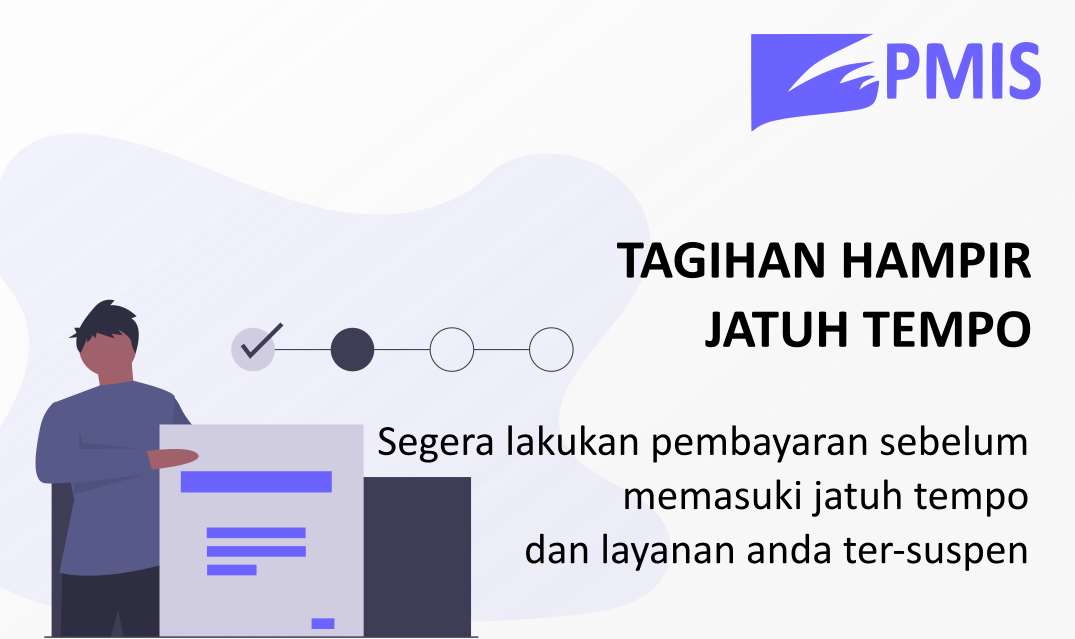 PMIS
TAGIHAN HAMPIR
JATUH TEMPO
Segera lakukan pembayaran sebelum
memasuki jatuh tempo
dan layanan anda ter-suspen